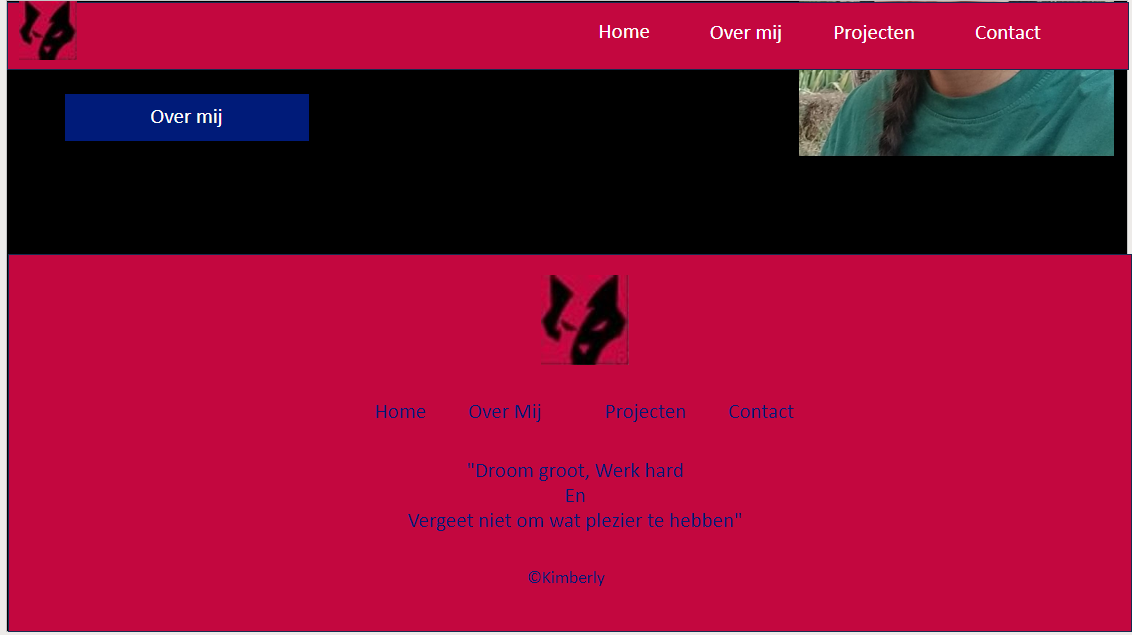 Home Over mij Projecten Contact
Over mij
Home Over Mij Projecten Contact
"Droom groot, Werk hard
En
Vergeet niet om wat plezier te hebben"
©Kimberly